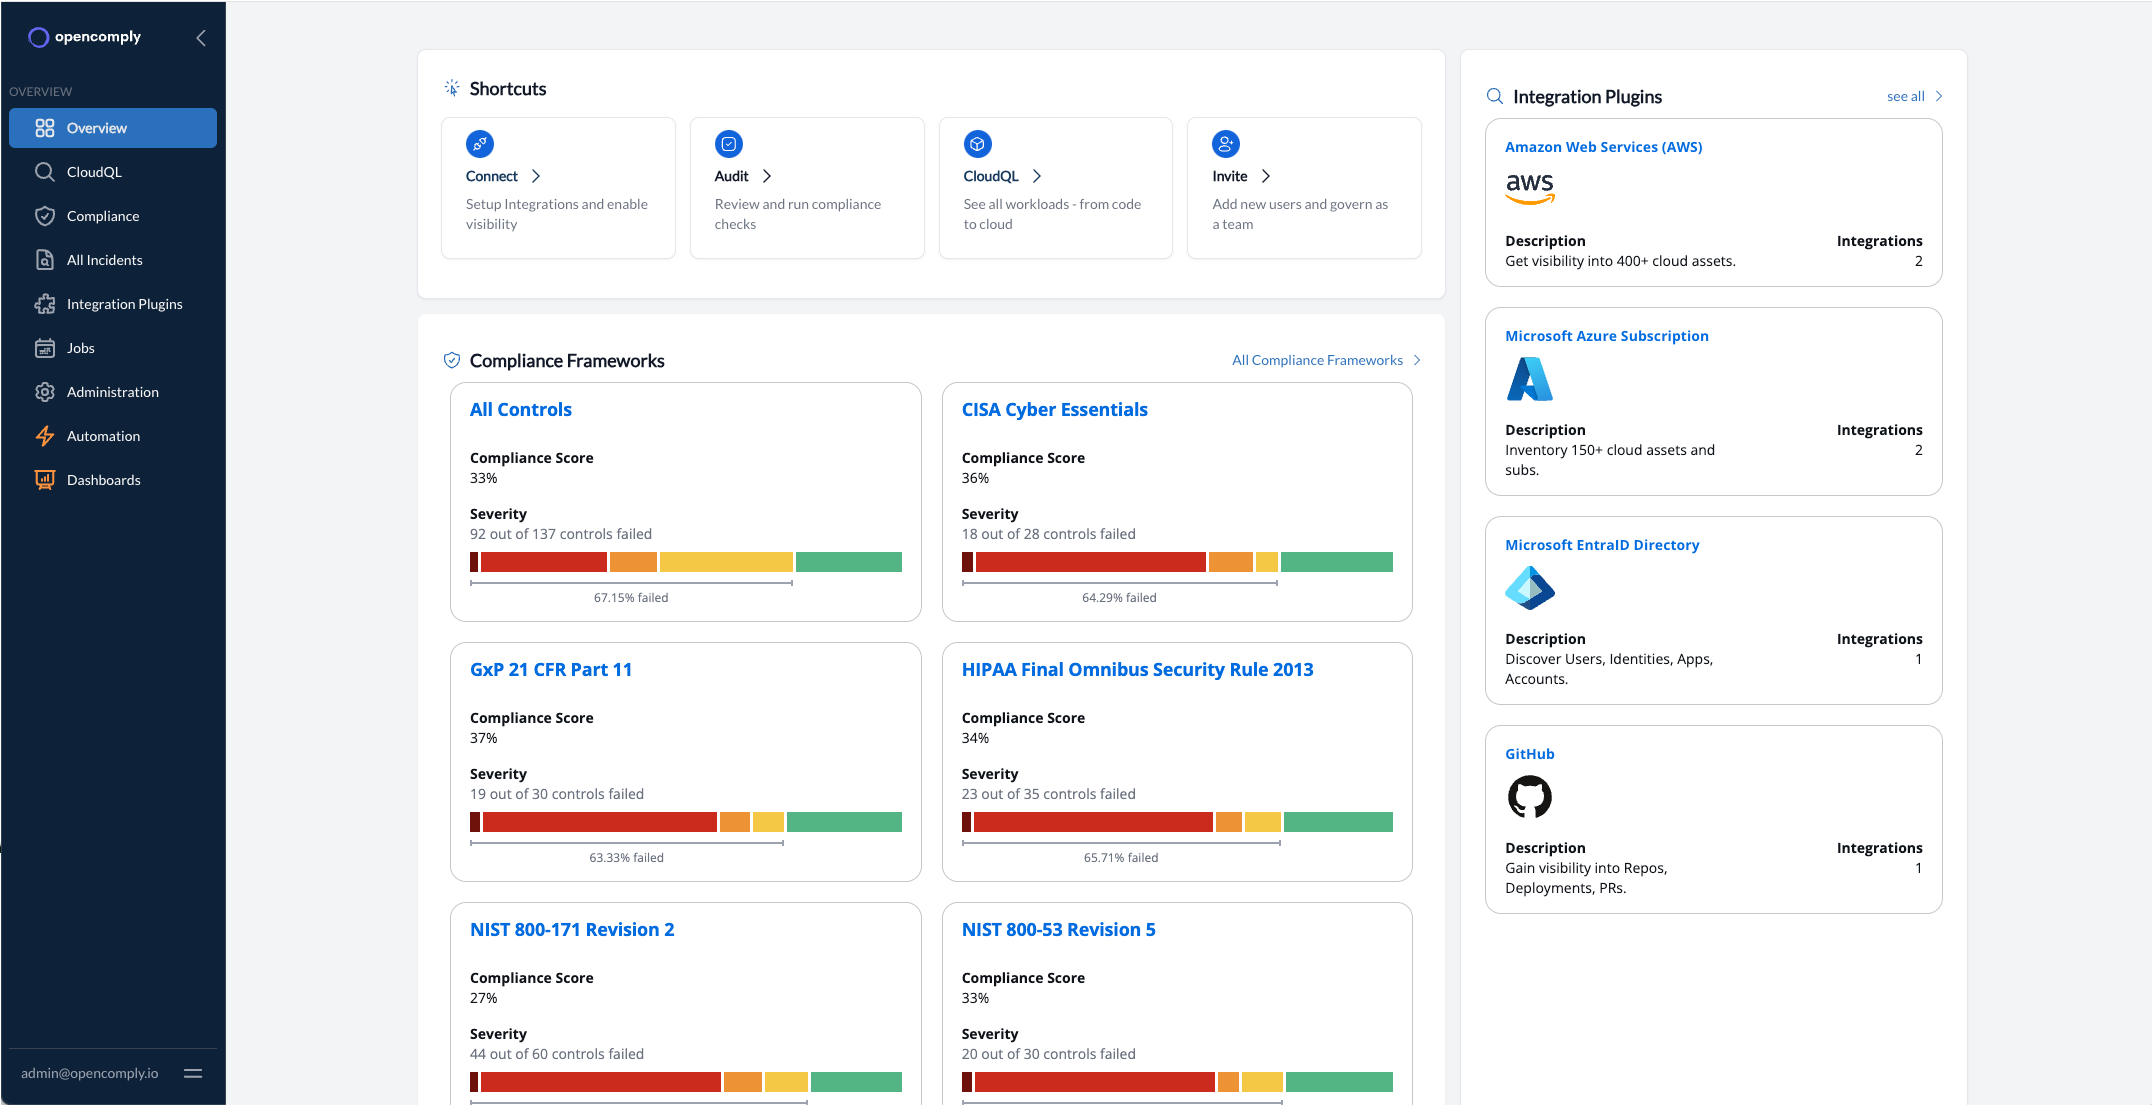 opencomply
OVERVIEW
Overview
CloudQL
Compliance
All Incidents
Integration Plugins
Jobs
Administration
Automation
Dashboards
admin@opencomply.io
Shortcuts
Connect
Setup Integrations and enable
visibility
Audit
Review and run compliance
checks
CloudQL
See all workloads - from code
to cloud
Invite
Add new users and govern as
a team
Compliance Frameworks
All Compliance Frameworks
All Controls
Compliance Score
33%
Severity
92 out of 137 controls failed
67.15% failed
CISA Cyber Essentials
Compliance Score
36%
Severity
18 out of 28 controls failed
64.29% failed
GxP 21 CFR Part 11
Compliance Score
37%
Severity
19 out of 30 controls failed
63.33% failed
HIPAA Final Omnibus Security Rule 2013
Compliance Score
34%
Severity
23 out of 35 controls failed
65.71% failed
NIST 800-171 Revision 2
Compliance Score
27%
Severity
44 out of 60 controls failed
NIST 800-53 Revision 5
Compliance Score
33%
Severity
20 out of 30 controls failed
Integration Plugins
see all
Amazon Web Services (AWS)
aws
Description
Get visibility into 400+ cloud assets.
Integrations
2
Microsoft Azure Subscription
Description
Inventory 150+ cloud assets and
subs.
Integrations
2
Microsoft EntraID Directory
Description
Discover Users, Identities, Apps,
Accounts.
Integrations
1
GitHub
Description
Gain visibility into Repos,
Deployments, PRs.
Integrations
1